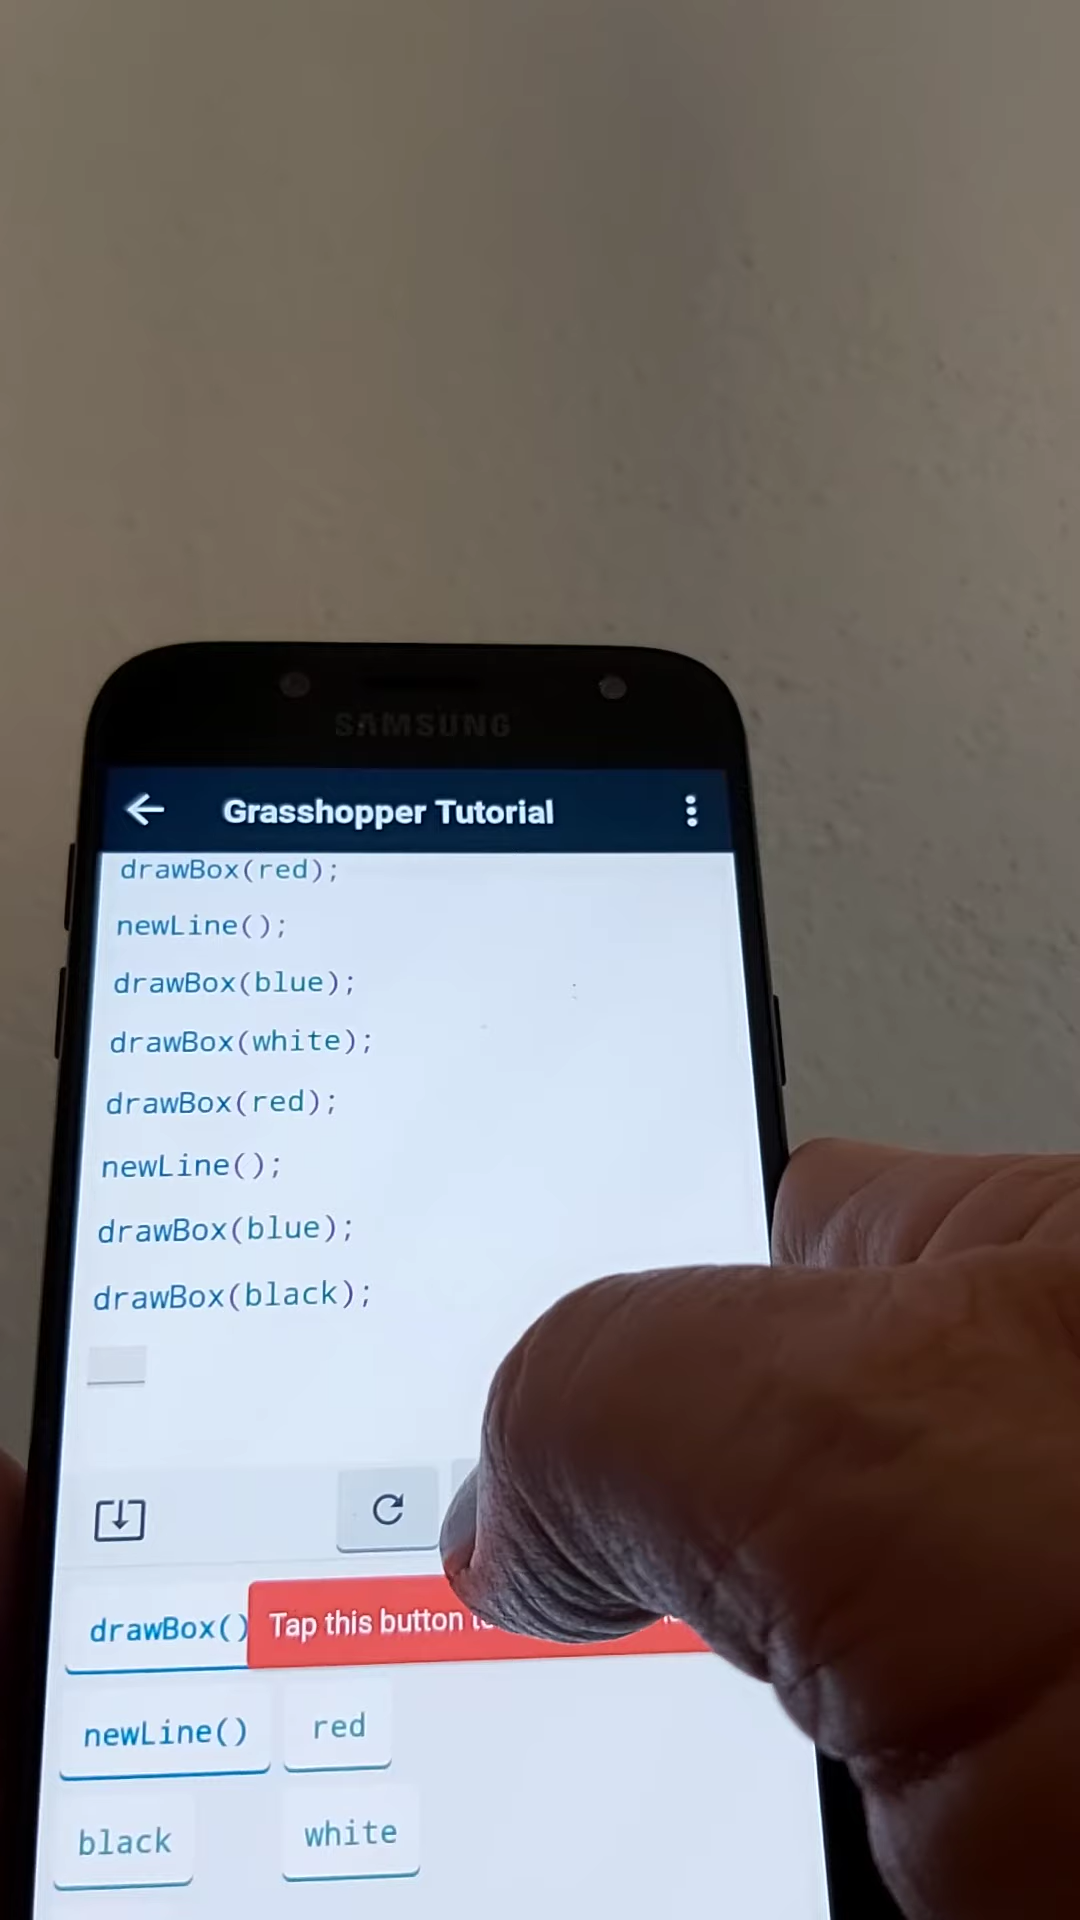 SAMSUNG
Grasshopper Tutorial
drawBox(red);
newLine();
drawBox(blue);
drawBox(white);
drawBox(red);
newLine();
drawBox(blue);
drawBox(black);
drawBox() Tap this button
newLine() red
black white